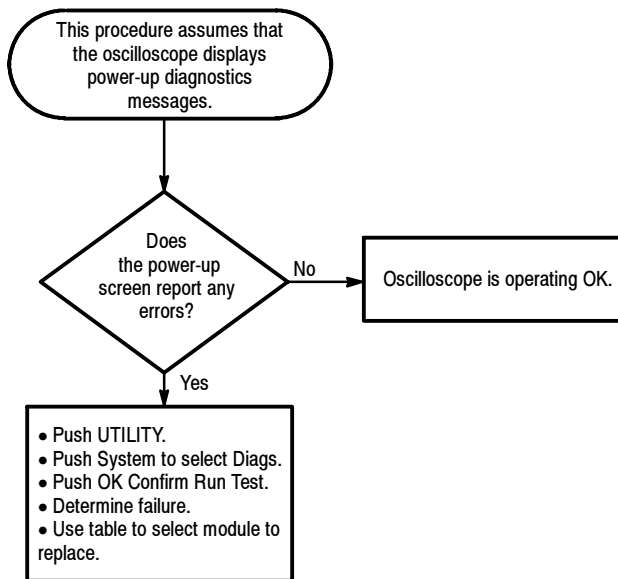 This procedure assumes that
the oscilloscope displays
power-up diagnostics
messages.
Does
the power-up
screen report any
errors?
No
Oscilloscope is operating OK.
Yes
● Push UTILITY.
● Push System to select Diags.
● Push OK Confirm Run Test.
● Determine failure.
● Use table to select module to
replace.